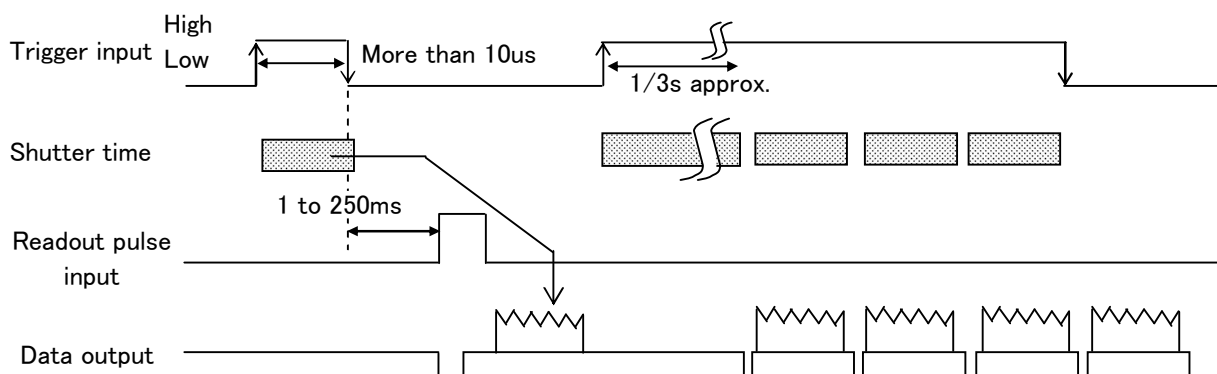 High
Trigger input
Low
More than 10us
1/3s approx.
Shutter time
1 to 250ms
Readout pulse
input
Data output